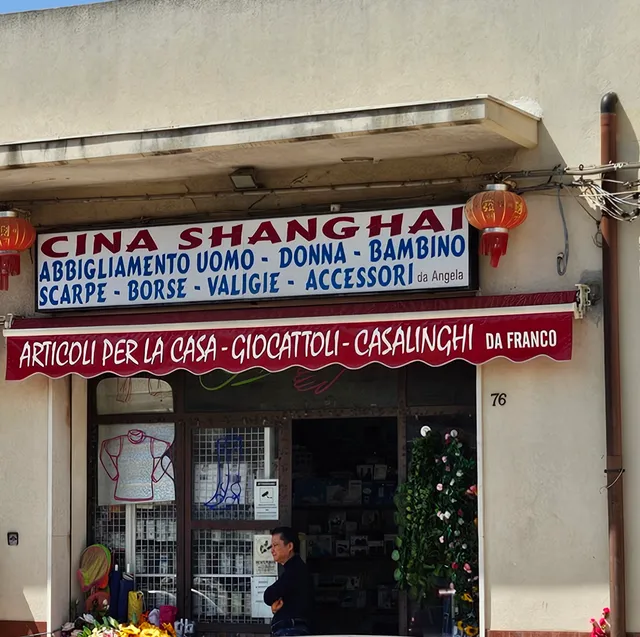 CINA SHANGHAI
ABBIGLIAMENTO UOMO - DONNA - BAMBINO
SCARPE - BORSE - VALIGIE - ACCESSORI da Angela
ARTICOLI PER LA CASA - GIOCATTOLI - CASALINGHI DA FRANCO
76